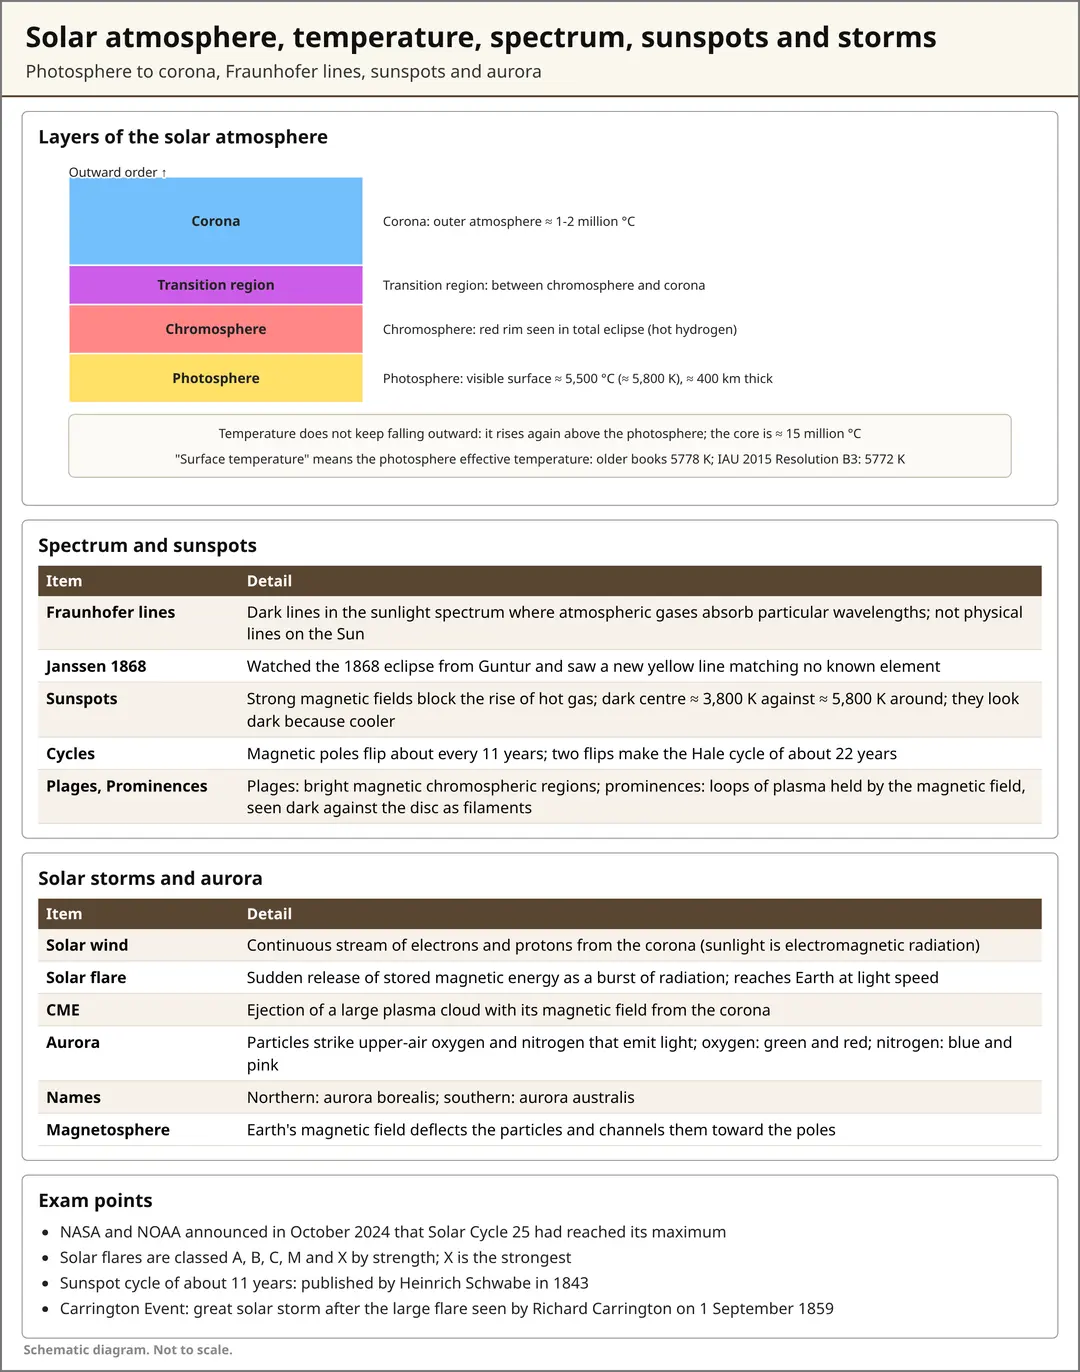 Solar atmosphere, temperature, spectrum, sunspots and storms
Photosphere to corona, Fraunhofer lines, sunspots and aurora
Layers of the solar atmosphere
Outward order ↑
Corona
Corona: outer atmosphere ≈ 1-2 million °C
Transition region
Transition region: between chromosphere and corona
Chromosphere
Chromosphere: red rim seen in total eclipse (hot hydrogen)
Photosphere
Photosphere: visible surface ≈ 5,500 °C (≈ 5,800 K), ≈ 400 km thick
Temperature does not keep falling outward: it rises again above the photosphere; the core is ≈ 15 million °C
"Surface temperature" means the photosphere effective temperature: older books 5778 K; IAU 2015 Resolution B3: 5772 K
Spectrum and sunspots
Item Detail
Fraunhofer lines Dark lines in the sunlight spectrum where atmospheric gases absorb particular wavelengths; not physical
lines on the Sun
Janssen 1868 Watched the 1868 eclipse from Guntur and saw a new yellow line matching no known element
Sunspots Strong magnetic fields block the rise of hot gas; dark centre ≈ 3,800 K against ≈ 5,800 K around; they look
dark because cooler
Cycles Magnetic poles flip about every 11 years; two flips make the Hale cycle of about 22 years
Plages, Prominences Plages: bright magnetic chromospheric regions; prominences: loops of plasma held by the magnetic field,
seen dark against the disc as filaments
Solar storms and aurora
Item Detail
Solar wind Continuous stream of electrons and protons from the corona (sunlight is electromagnetic radiation)
Solar flare Sudden release of stored magnetic energy as a burst of radiation; reaches Earth at light speed
CME Ejection of a large plasma cloud with its magnetic field from the corona
Aurora Particles strike upper-air oxygen and nitrogen that emit light; oxygen: green and red; nitrogen: blue and
pink
Names Northern: aurora borealis; southern: aurora australis
Magnetosphere Earth's magnetic field deflects the particles and channels them toward the poles
Exam points
• NASA and NOAA announced in October 2024 that Solar Cycle 25 had reached its maximum
• Solar flares are classed A, B, C, M and X by strength; X is the strongest
• Sunspot cycle of about 11 years: published by Heinrich Schwabe in 1843
• Carrington Event: great solar storm after the large flare seen by Richard Carrington on 1 September 1859
Schematic diagram. Not to scale.